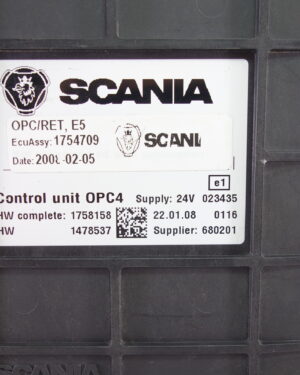 SCANIA
OPC/RET, E5
EcuAssy: 1754709
SCANI
Date: 2008-02-05
e1
Control unit OPC4 Supply: 24V 023435
HW complete: 1758158 22.01.08 0116
HW 1478537 Supplier: 680201
SCANIA